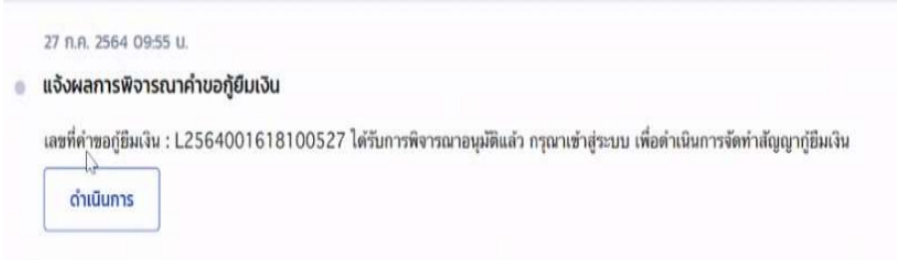 27 ก.ค. 2564 09:55 น.
แจ้งผลการพิจารณาคำขอกู้ยืมเงิน
เลขที่คำขอกู้ยืมเงิน : L2564001618100527 ได้รับการพิจารณาอนุมัติแล้ว กรุณาเข้าสู่ระบบ เพื่อดำเนินการจัดทำสัญญากู้ยืมเงิน
ดำเนินการ